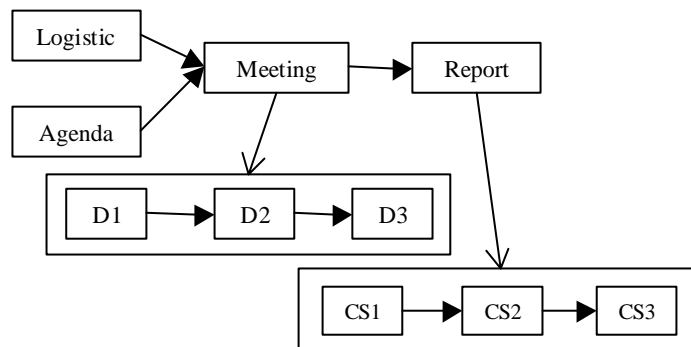 Logistic
Meeting
Report
Agenda
D1
D2
D3
CS1
CS2
CS3